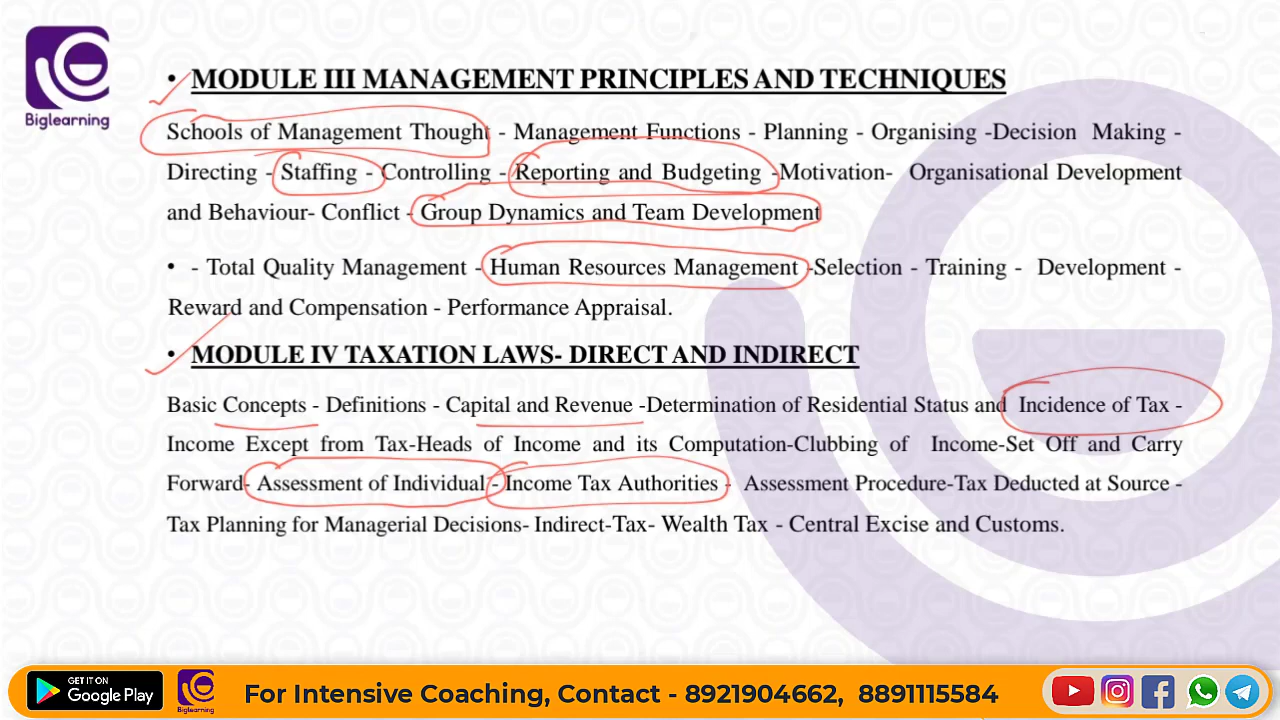 Biglearning
• MODULE III MANAGEMENT PRINCIPLES AND TECHNIQUES
Schools of Management Thought - Management Functions - Planning - Organising -Decision Making -
Directing - Staffing - Controlling - Reporting and Budgeting -Motivation- Organisational Development
and Behaviour- Conflict - Group Dynamics and Team Development
• - Total Quality Management - Human Resources Management -Selection - Training - Development -
Reward and Compensation - Performance Appraisal.
• MODULE IV TAXATION LAWS- DIRECT AND INDIRECT
Basic Concepts - Definitions - Capital and Revenue -Determination of Residential Status and Incidence of Tax -
Income Except from Tax-Heads of Income and its Computation-Clubbing of Income-Set Off and Carry
Forward- Assessment of Individual - Income Tax Authorities - Assessment Procedure-Tax Deducted at Source -
Tax Planning for Managerial Decisions- Indirect-Tax- Wealth Tax - Central Excise and Customs.
GET IT ON
Google Play
Biglearning
For Intensive Coaching, Contact - 8921904662, 8891115584